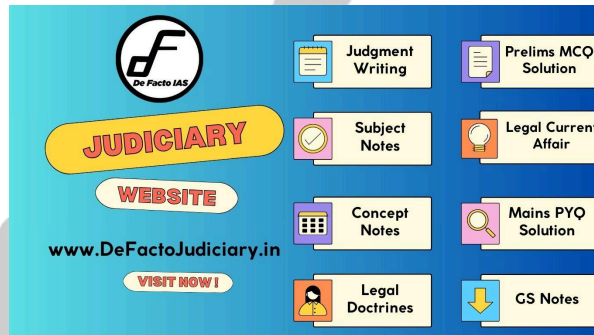 De Facto IAS
JUDICIARY
WEBSITE
www.DeFactoJudiciary.in
VISIT NOW !
Judgment
Writing
Prelims MCQ
Solution
Subject
Notes
Legal Current
Affair
Concept
Notes
Mains PYQ
Solution
Legal
Doctrines
GS Notes